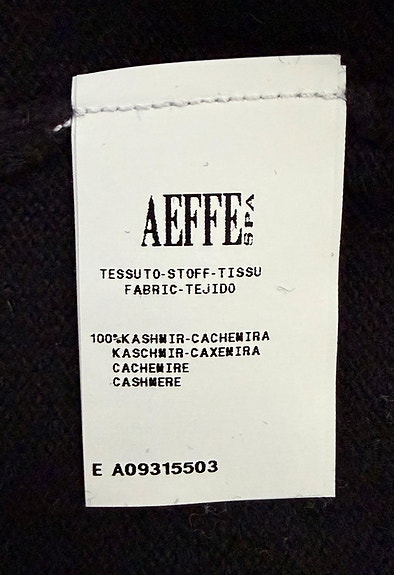 AEFFE SPA
TESSUTO-STOFF-TISSU
FABRIC-TEJIDO
100%KASHMIR-CACHEMIRA
KASCHMIR-CAXEMIRA
CACHEMIRE
CASHMERE
E A09315503